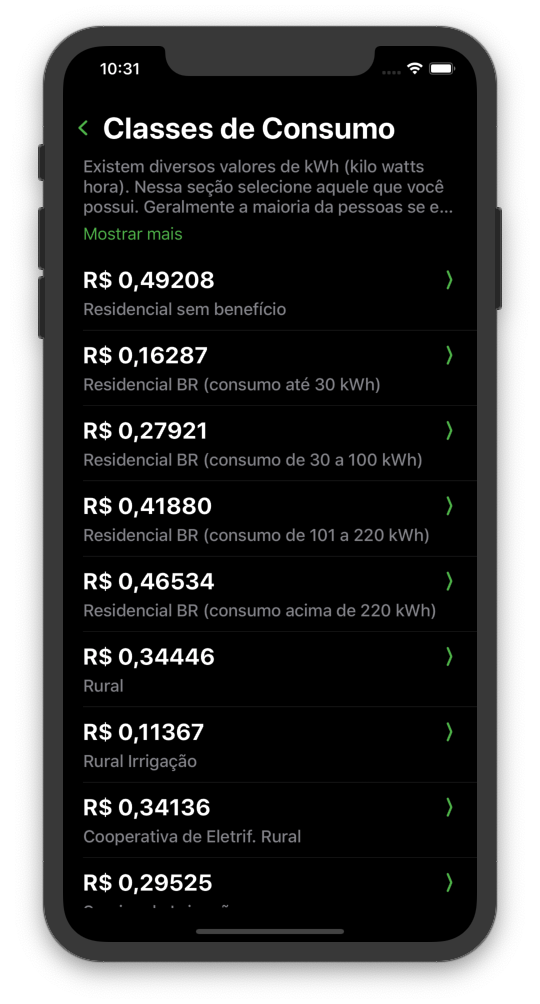 10:31
Classes de Consumo
Existem diversos valores de kWh (kilo watts
hora). Nessa seção selecione aquele que você
possui. Geralmente a maioria da pessoas se e...
Mostrar mais
R$ 0,49208
Residencial sem benefício
R$ 0,16287
Residencial BR (consumo até 30 kWh)
R$ 0,27921
Residencial BR (consumo de 30 a 100 kWh)
R$ 0,41880
Residencial BR (consumo de 101 a 220 kWh)
R$ 0,46534
Residencial BR (consumo acima de 220 kWh)
R$ 0,34446
Rural
R$ 0,11367
Rural Irrigação
R$ 0,34136
Cooperativa de Eletrif. Rural
R$ 0,29525